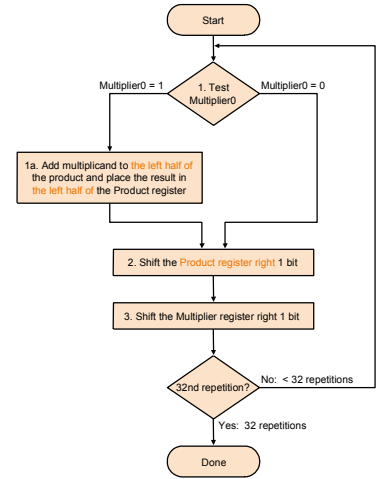 Start
Multiplier0 = 1
1. Test
Multiplier0
Multiplier0 = 0
1a. Add multiplicand to the left half of
the product and place the result in
the left half of the Product register
2. Shift the Product register right 1 bit
3. Shift the Multiplier register right 1 bit
32nd repetition?
No: < 32 repetitions
Yes: 32 repetitions
Done